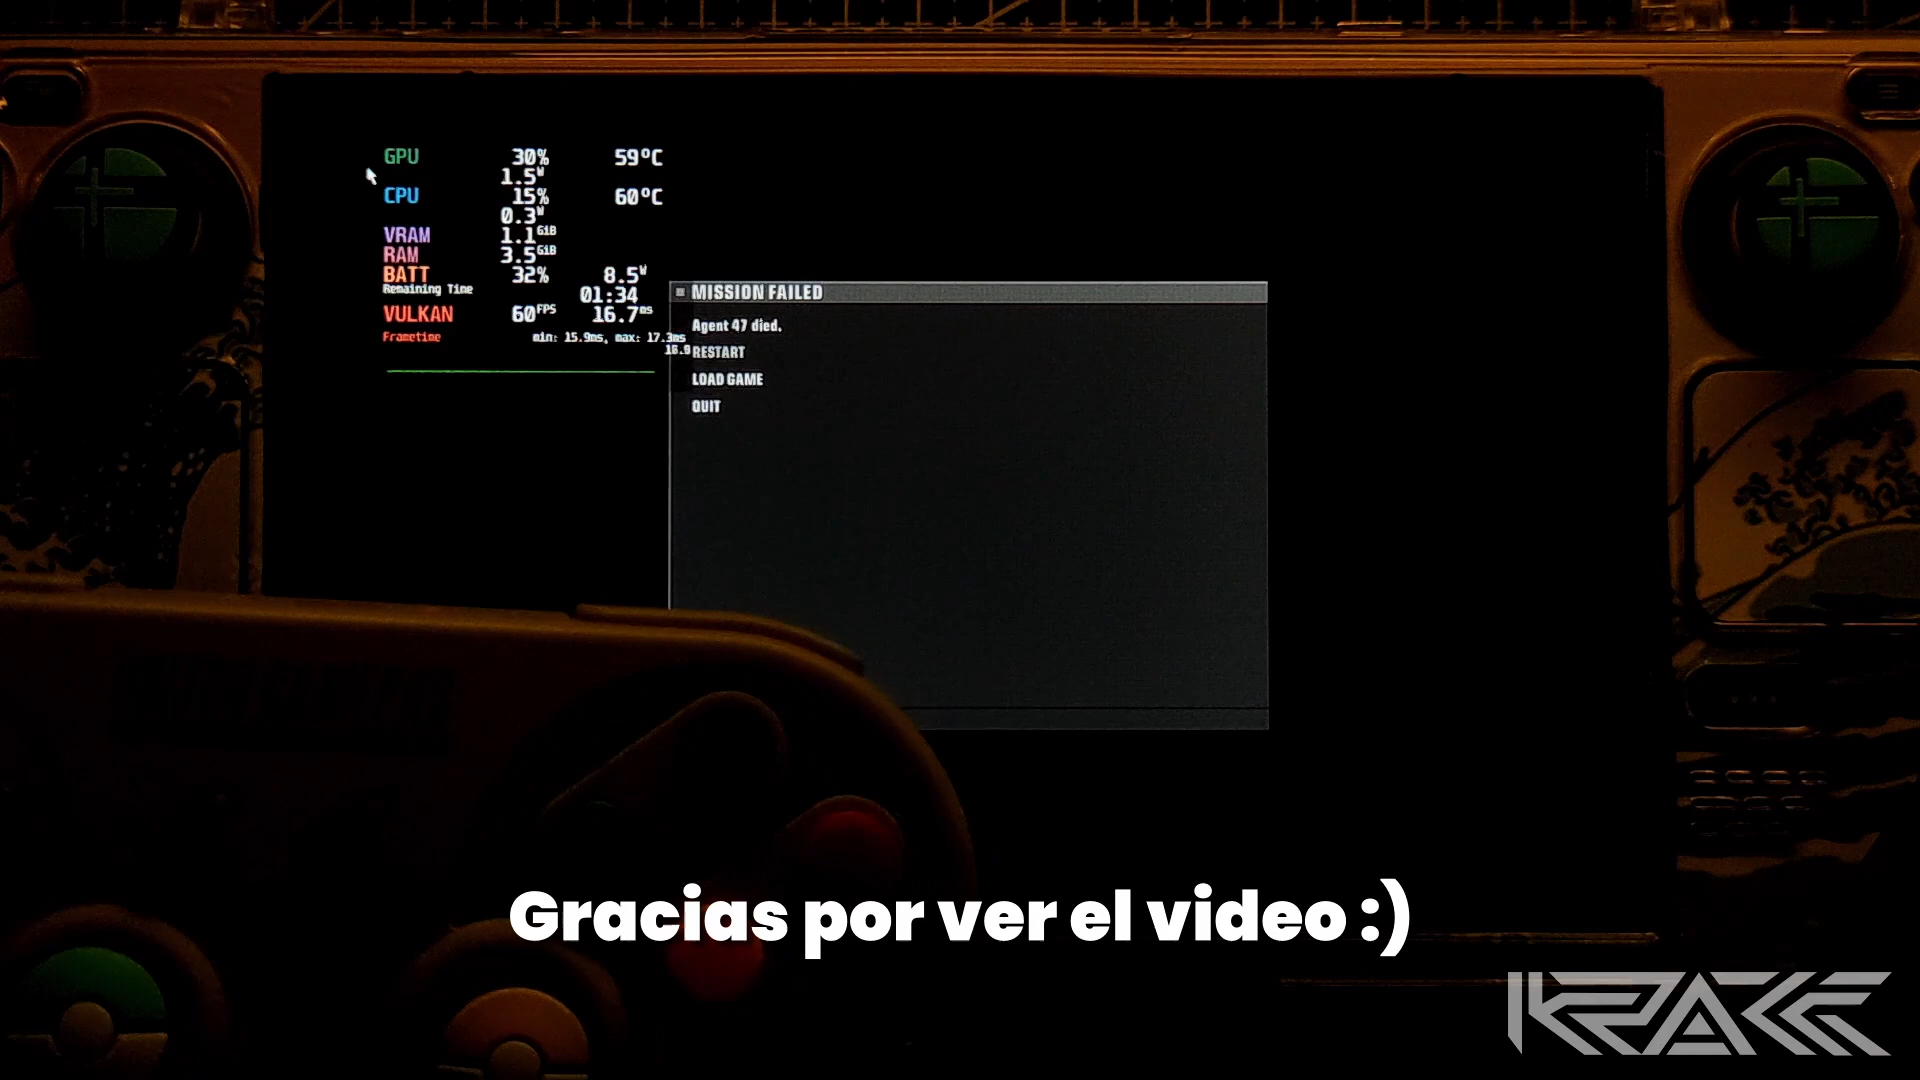 GPU 30% 59°C
1.5W
CPU 15% 60°C
0.3W
VRAM 1.1GiB
RAM 3.5GiB
BATT 32% 8.5W
Remaining Time 01:34
VULKAN 60FPS 16.7ms
Frametime min: 15.9ms, max: 17.3ms
MISSION FAILED
Agent 47 died.
RESTART
LOAD GAME
QUIT
Gracias por ver el video :)